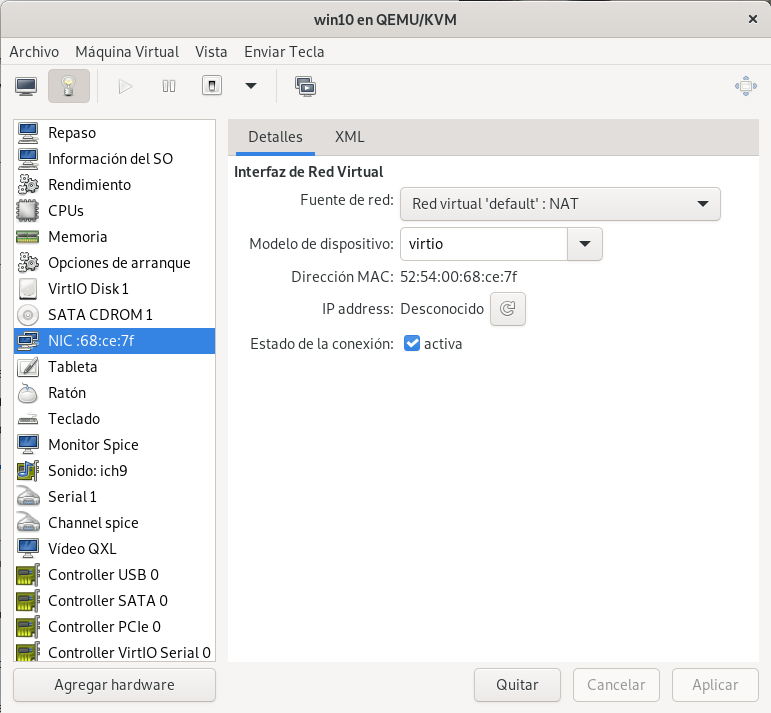 win10 en QEMU/KVM
Archivo Máquina Virtual Vista Enviar Tecla
Repaso
Información del SO
Rendimiento
CPUs
Memoria
Opciones de arranque
VirtIO Disk 1
SATA CDROM 1
NIC :68:ce:7f
Tableta
Ratón
Teclado
Monitor Spice
Sonido: ich9
Serial 1
Channel spice
Vídeo QXL
Controller USB 0
Controller SATA 0
Controller PCIe 0
Controller VirtIO Serial 0
Agregar hardware
Detalles XML
Interfaz de Red Virtual
Fuente de red: Red virtual 'default' : NAT
Modelo de dispositivo: virtio
Dirección MAC: 52:54:00:68:ce:7f
IP address: Desconocido
Estado de la conexión: activa
Quitar Cancelar Aplicar